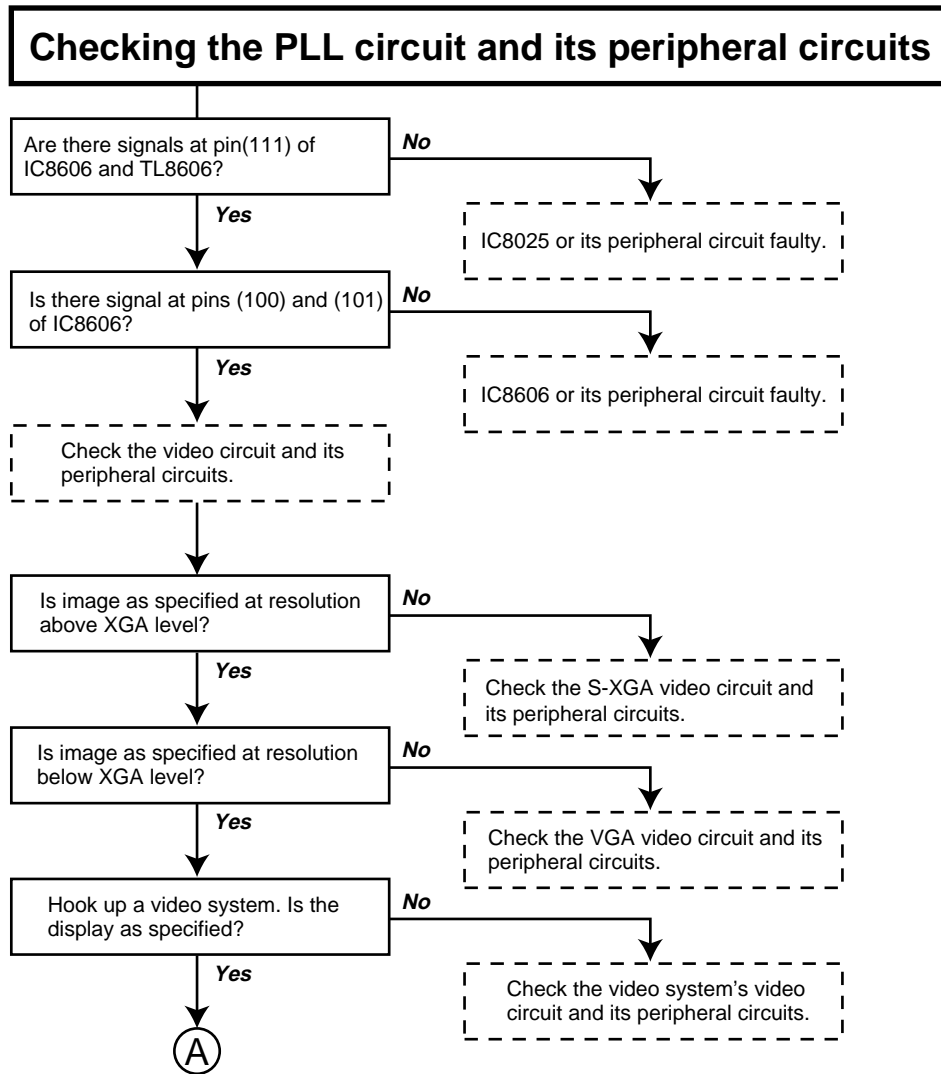 Checking the PLL circuit and its peripheral circuits
Are there signals at pin(111) of
IC8606 and TL8606?
No
Yes
IC8025 or its peripheral circuit faulty.
Is there signal at pins (100) and (101)
of IC8606?
No
Yes
IC8606 or its peripheral circuit faulty.
Check the video circuit and its
peripheral circuits.
Is image as specified at resolution
above XGA level?
No
Yes
Check the S-XGA video circuit and
its peripheral circuits.
Is image as specified at resolution
below XGA level?
No
Yes
Check the VGA video circuit and its
peripheral circuits.
Hook up a video system. Is the
display as specified?
No
Yes
Check the video system’s video
circuit and its peripheral circuits.
A